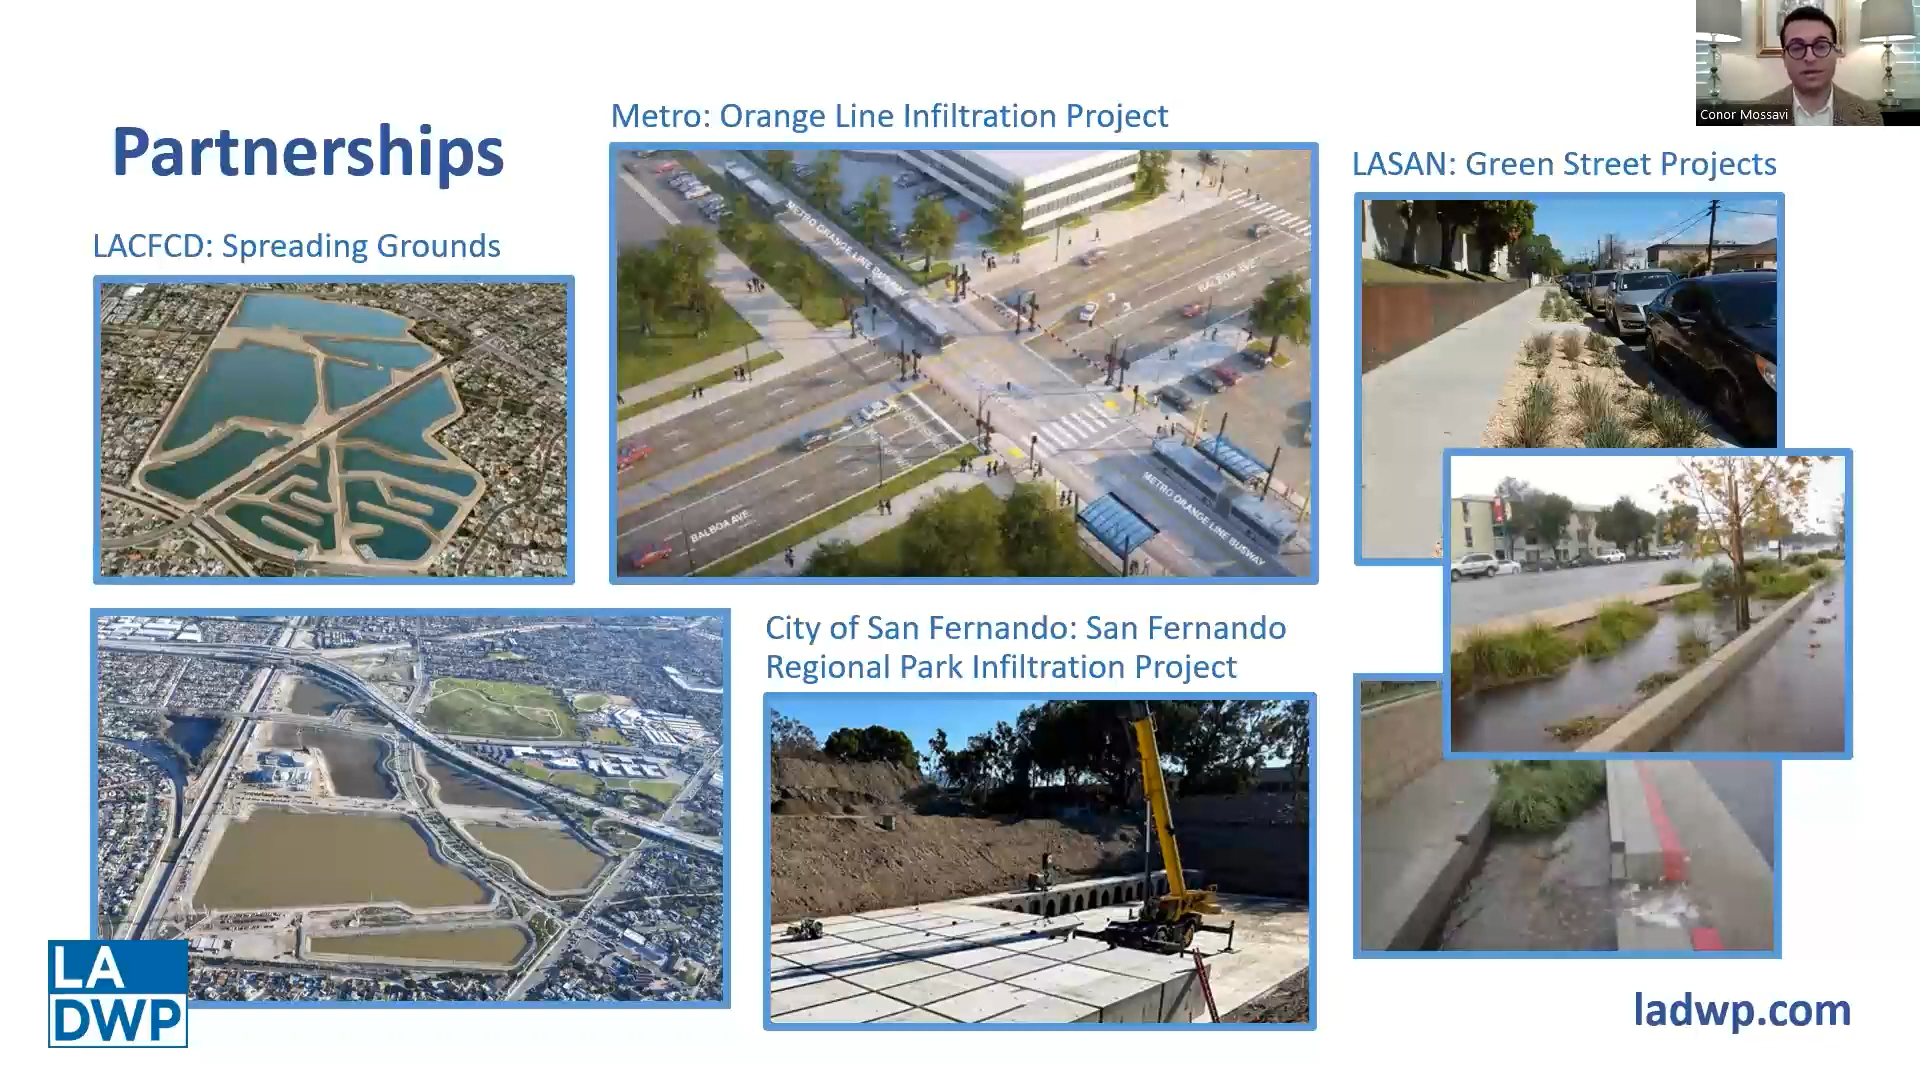 Conor Mossavi
Partnerships
Metro: Orange Line Infiltration Project
LASAN: Green Street Projects
LACFCD: Spreading Grounds
METRO ORANGE LINE BUSWAY
BALBOA AVE.
BALBOA AVE.
METRO ORANGE LINE BUSWAY
City of San Fernando: San Fernando
Regional Park Infiltration Project
LA
DWP
ladwp.com